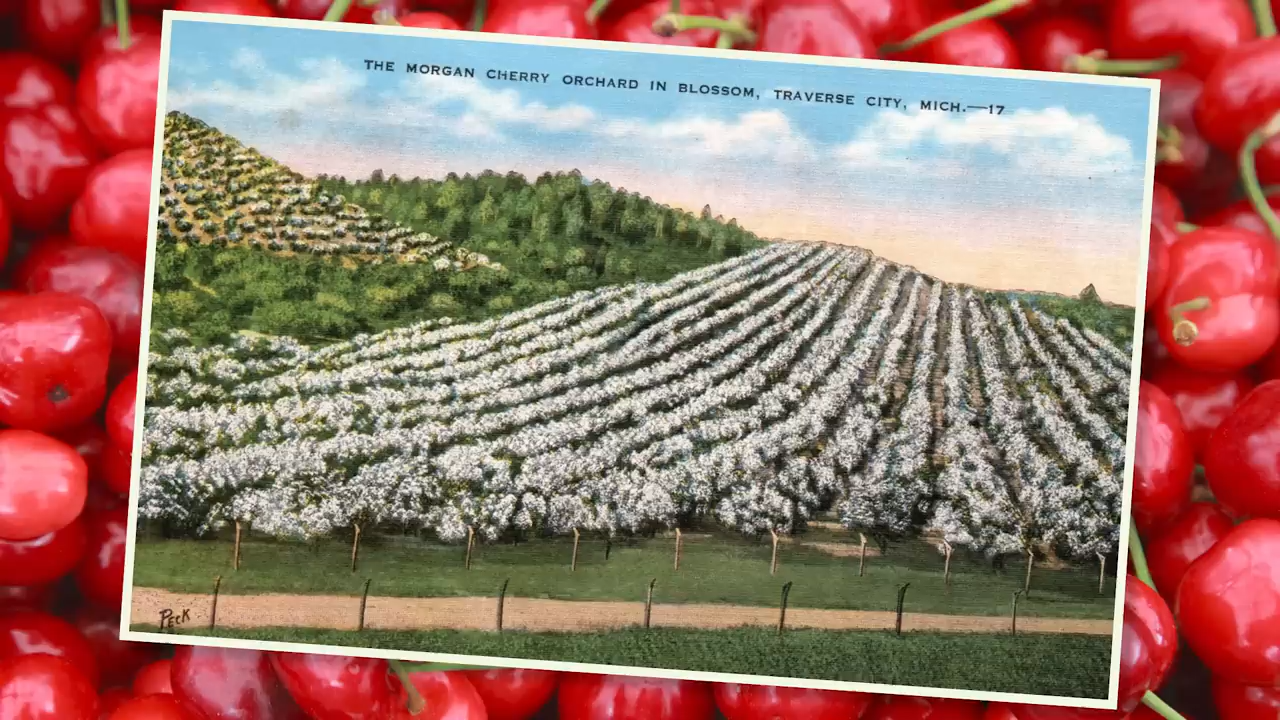 THE MORGAN CHERRY ORCHARD IN BLOSSOM, TRAVERSE CITY, MICH.—17
PECK